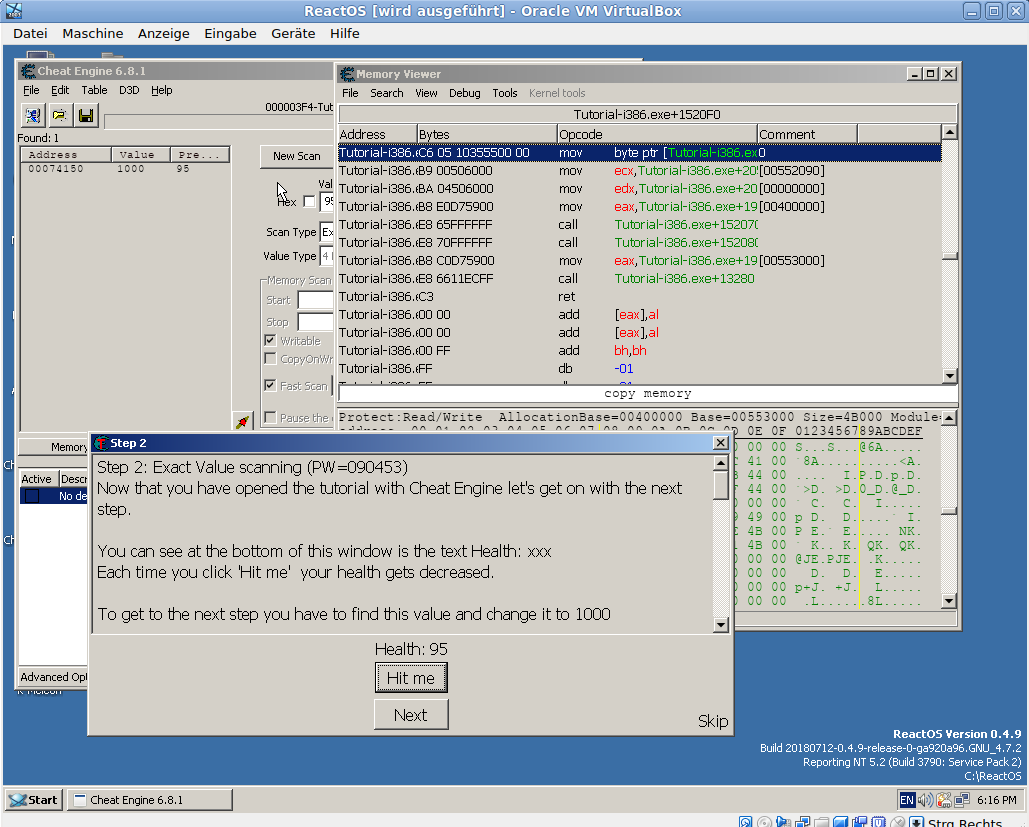 ReactOS [wird ausgeführt] - Oracle VM VirtualBox
Datei Maschine Anzeige Eingabe Geräte Hilfe
Cheat Engine 6.8.1
File Edit Table D3D Help
000003F4-Tut
Found: 1
Address Value Pre...
00074150 1000 95
New Scan
Val
Hex 95
Scan Type Ex
Value Type 4
Memory Scan
Start
Stop
Writable
CopyOnWr
Fast Scan
Pause the
Memory
Active Descr
No de
Advanced Opt
Memory Viewer
File Search View Debug Tools Kernel tools
Tutorial-i386.exe+1520F0
Address Bytes Opcode Comment
Tutorial-i386.e C6 05 10355500 00 mov byte ptr [Tutorial-i386.ex 0
Tutorial-i386.e B9 00506000 mov ecx,Tutorial-i386.exe+20 [00552090]
Tutorial-i386.e BA 04506000 mov edx,Tutorial-i386.exe+20 [00000000]
Tutorial-i386.e B8 E0D75900 mov eax,Tutorial-i386.exe+19 [00400000]
Tutorial-i386.e E8 65FFFFFF call Tutorial-i386.exe+15207
Tutorial-i386.e E8 70FFFFFF call Tutorial-i386.exe+15208
Tutorial-i386.e B8 C0D75900 mov eax,Tutorial-i386.exe+19 [00553000]
Tutorial-i386.e E8 6611ECFF call Tutorial-i386.exe+13280
Tutorial-i386.e C3 ret
Tutorial-i386.e 00 00 add [eax],al
Tutorial-i386.e 00 00 add [eax],al
Tutorial-i386.e 00 FF add bh,bh
Tutorial-i386.e FF db -01
copy memory
Protect:Read/Write AllocationBase=00400000 Base=00553000 Size=4B000 Module=
0D 0E 0F 0123456789ABCDEF
Step 2
Step 2: Exact Value scanning (PW=090453)
Now that you have opened the tutorial with Cheat Engine let's get on with the next
step.
You can see at the bottom of this window is the text Health: xxx
Each time you click 'Hit me' your health gets decreased.
To get to the next step you have to find this value and change it to 1000
Health: 95
Hit me
Next
Skip
ReactOS Version 0.4.9
Build 20180712-0.4.9-release-0-ga920a96.GNU_4.7.2
Reporting NT 5.2 (Build 3790: Service Pack 2)
C:\ReactOS
Start Cheat Engine 6.8.1 EN 6:16 PM
Strg Rechts